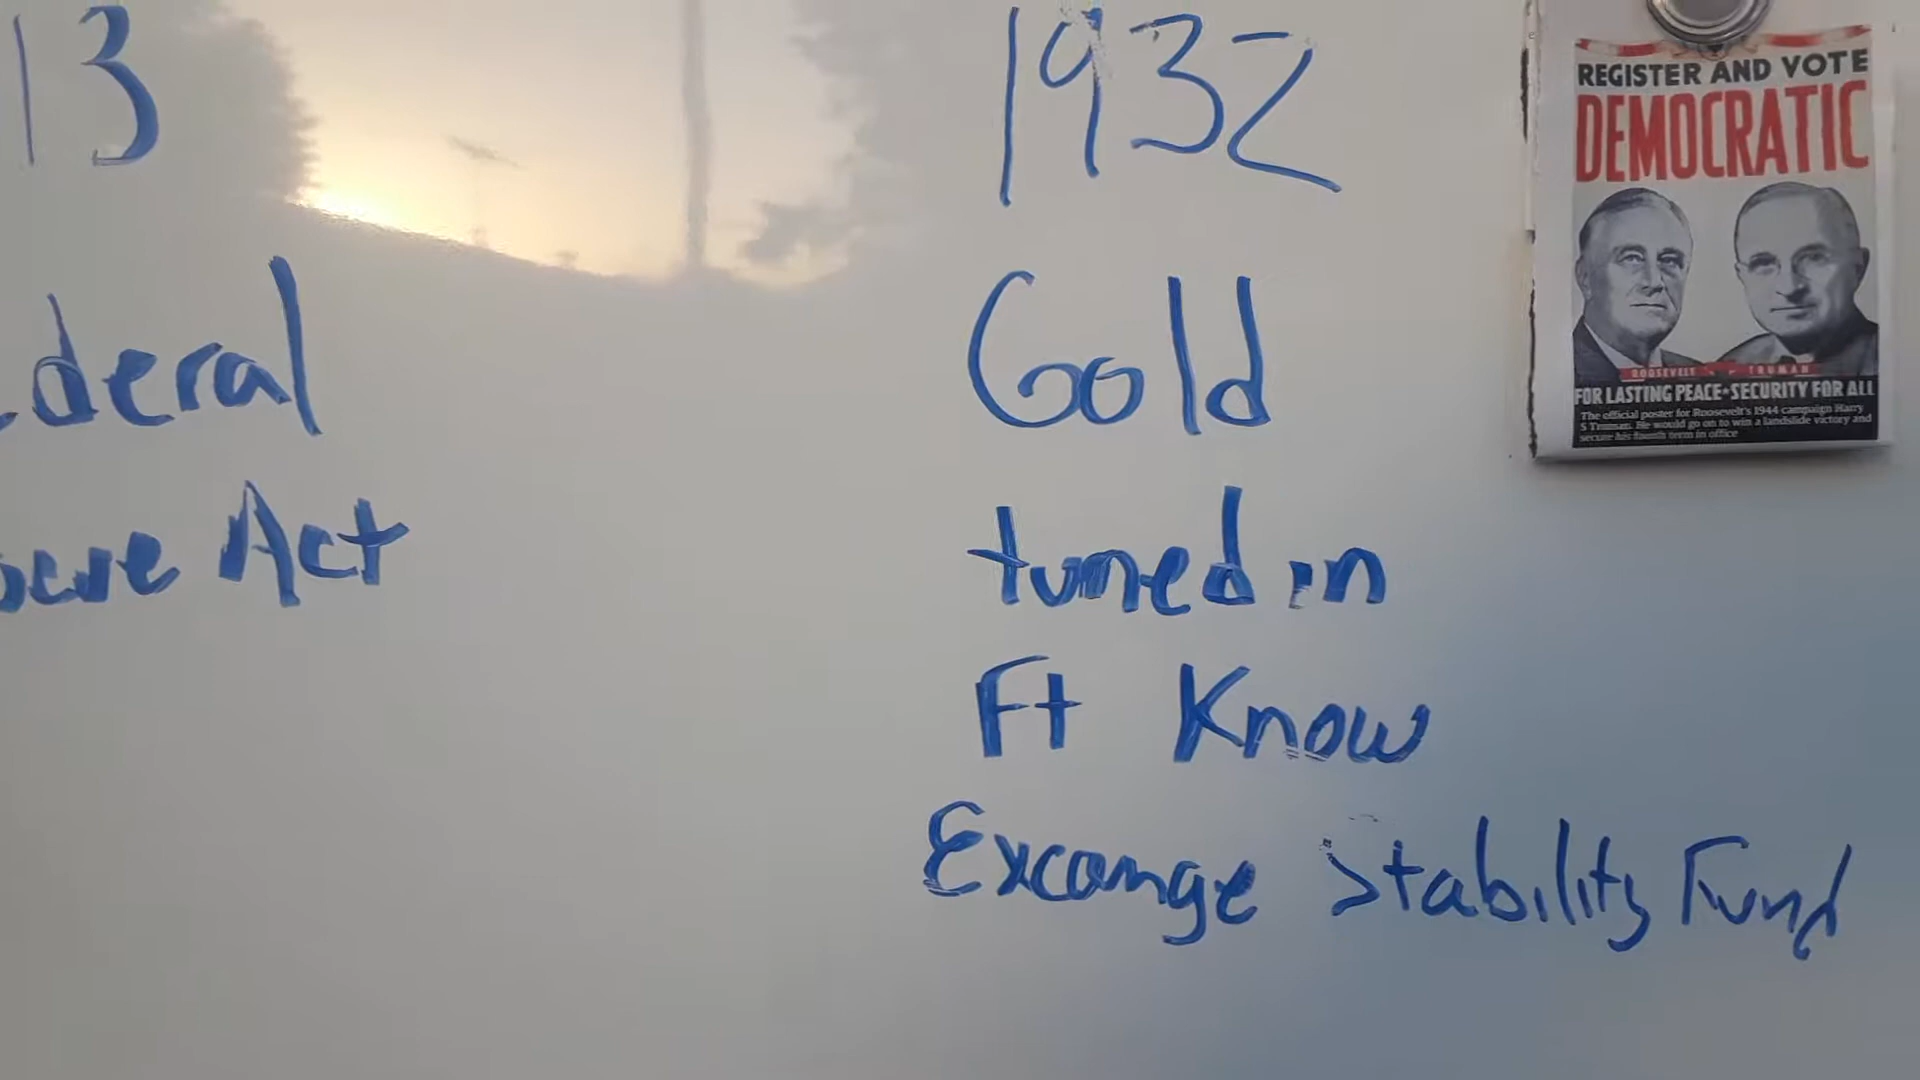 13
deral
serve Act
1932
Gold
turned in
Ft Know
Excange Stability Fund
REGISTER AND VOTE
DEMOCRATIC
ROOSEVELT TRUMAN
FOR LASTING PEACE★SECURITY FOR ALL
The official poster for Roosevelt's 1944 campaign Harry
S Truman. He would go on to win a landslide victory and
secure his fourth term in office